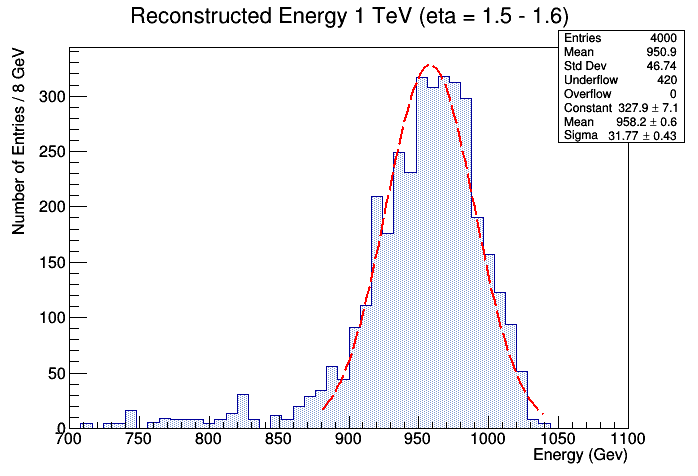 Reconstructed Energy 1 TeV (eta = 1.5 - 1.6)
Entries 4000
Mean 950.9
Std Dev 46.74
Underflow 420
Overflow 0
Constant 327.9 ± 7.1
Mean 958.2 ± 0.6
Sigma 31.77 ± 0.43
Number of Entries / 8 GeV
300
250
200
150
100
50
0
700 750 800 850 900 950 1000 1050 1100
Energy (Gev)